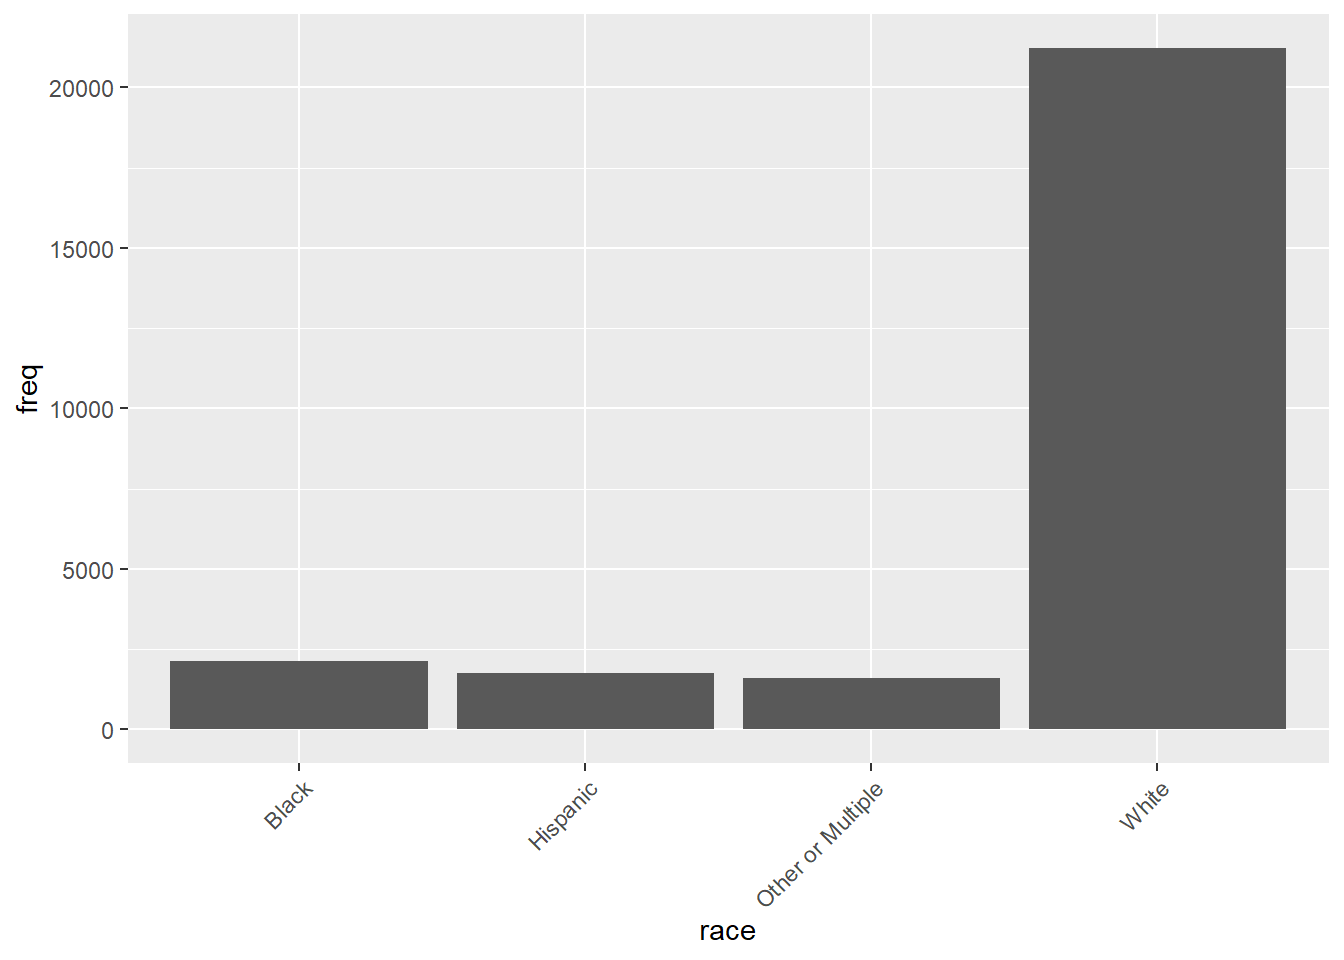 20000
15000
10000
5000
0
freq
Black
Hispanic
Other or Multiple
White
race